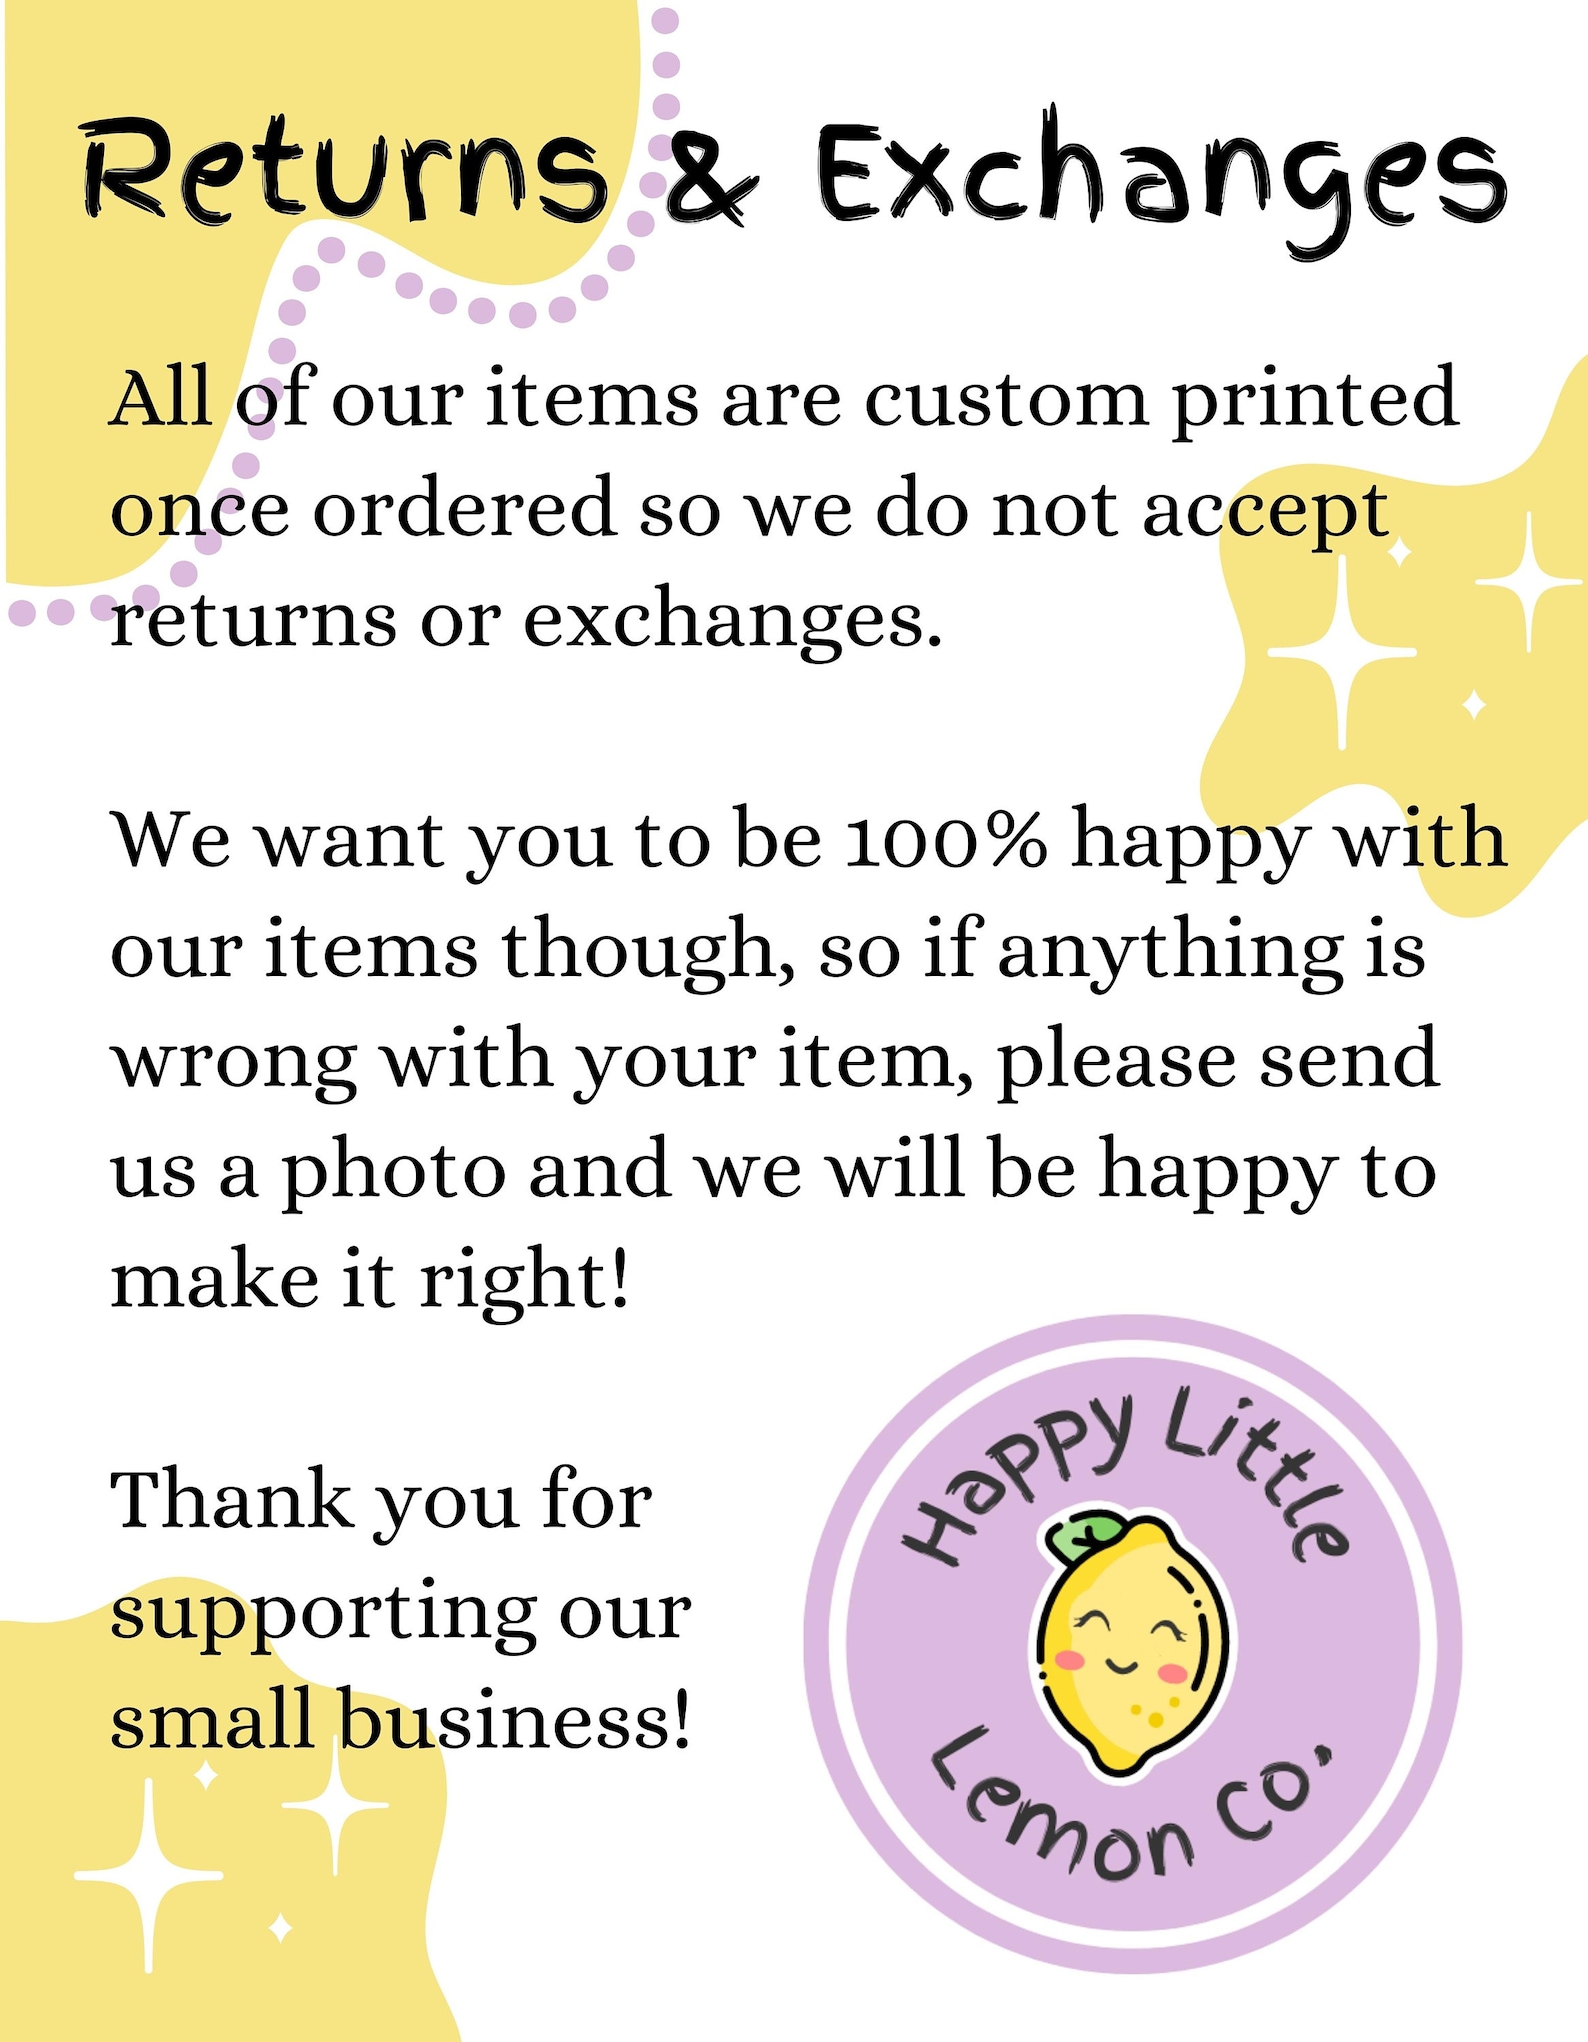 Returns & Exchanges
All of our items are custom printed
once ordered so we do not accept
returns or exchanges.
We want you to be 100% happy with
our items though, so if anything is
wrong with your item, please send
us a photo and we will be happy to
make it right!
Thank you for
supporting our
small business!
Happy Little
Lemon Co.